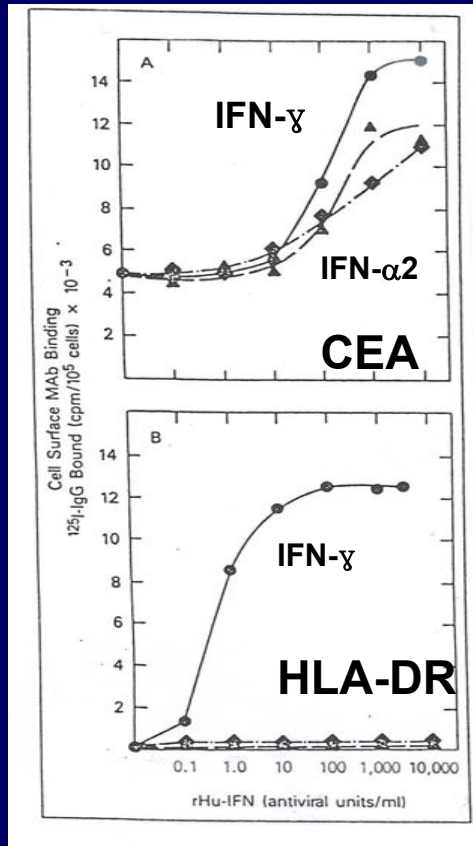 A
14
12
10
8
6
4
2
IFN-ɣ
IFN-α2
CEA
Cell Surface MAb Binding
125I-IgG Bound (cpm/10⁵ cells) × 10⁻³
B
14
12
10
8
6
4
2
IFN-ɣ
HLA-DR
0.1 1.0 10 100 1,000 10,000
rHu-IFN (antiviral units/ml)